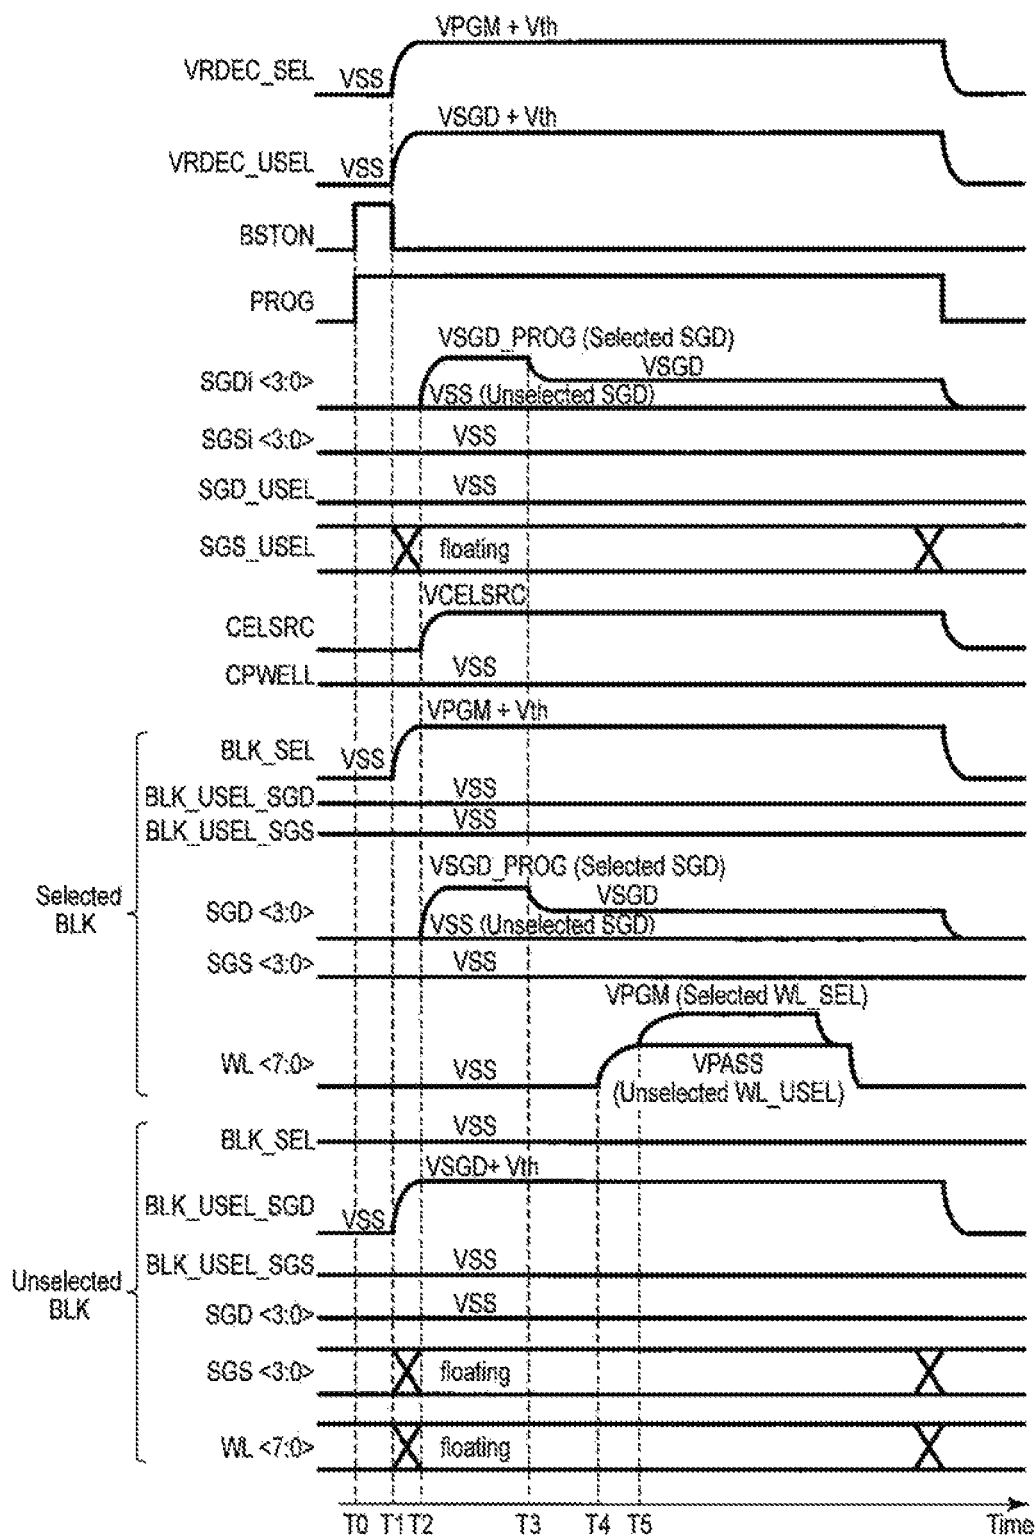 VPGM + Vth
VRDEC_SEL VSS
VSGD + Vth
VRDEC_USEL VSS
BSTON
PROG
VSGD_PROG (Selected SGD)
VSGD
SGDi <3:0>
VSS (Unselected SGD)
SGSi <3:0> VSS
SGD_USEL VSS
SGS_USEL floating
VCELSRC
CELSRC
CPWELL VSS
VPGM + Vth
BLK_SEL VSS
BLK_USEL_SGD VSS
BLK_USEL_SGS VSS
Selected
BLK
VSGD_PROG (Selected SGD)
VSGD
SGD <3:0>
VSS (Unselected SGD)
SGS <3:0> VSS
VPGM (Selected WL_SEL)
WL <7:0> VSS
VPASS
(Unselected WL_USEL)
BLK_SEL VSS
VSGD+ Vth
BLK_USEL_SGD VSS
BLK_USEL_SGS VSS
Unselected
BLK
SGD <3:0> VSS
SGS <3:0> floating
WL <7:0> floating
T0 T1 T2 T3 T4 T5 Time